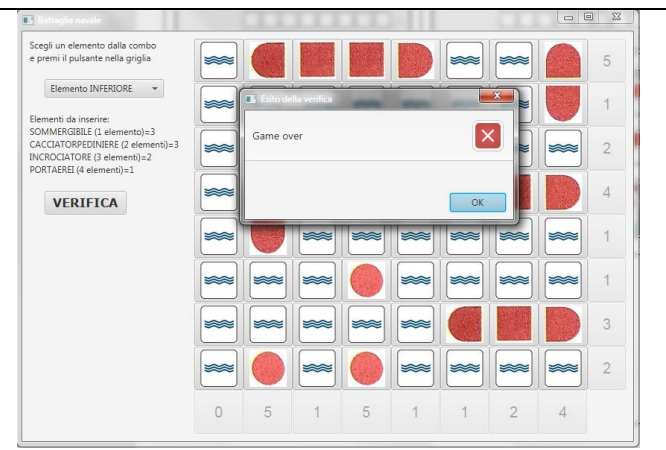 Battaglia navale
Scegli un elemento dalla combo
e premi il pulsante nella griglia
Elemento INFERIORE
Elementi da inserire:
SOMMERGIBILE (1 elemento)=3
CACCIATORPEDINIERE (2 elementi)=3
INCROCIATORE (3 elementi)=2
PORTAEREI (4 elementi)=1
VERIFICA
Esito della verifica
Game over
OK
5
1
2
4
1
1
3
2
0 5 1 5 1 1 2 4